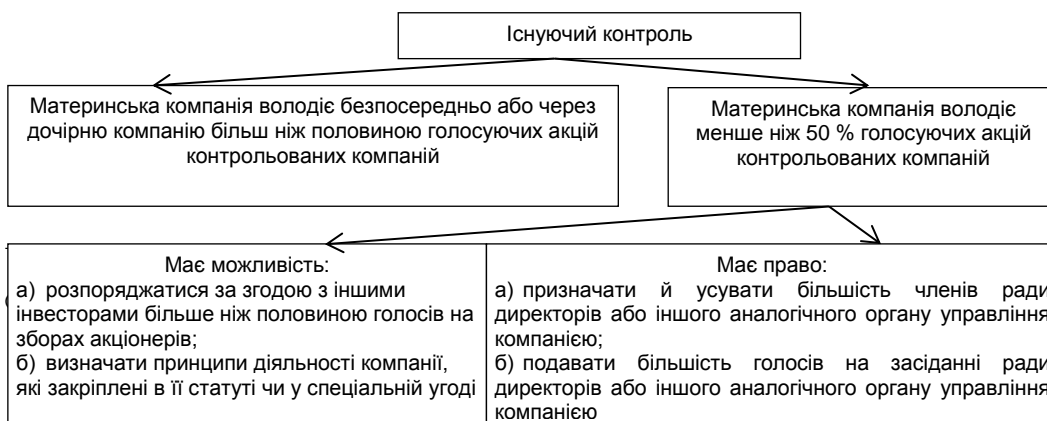 Існуючий контроль
Материнська компанія володіє безпосередньо або через
дочірню компанію більш ніж половиною голосуючих акцій
контрольованих компаній
Материнська компанія володіє
менше ніж 50 % голосуючих акцій
контрольованих компаній
Має можливість:
а) розпоряджатися за згодою з іншими
інвесторами більше ніж половиною голосів на
зборах акціонерів;
б) визначати принципи діяльності компанії,
які закріплені в її статуті чи у спеціальній угоді
Має право:
а) призначати й усувати більшість членів ради
директорів або іншого аналогічного органу управління
компанією;
б) подавати більшість голосів на засіданні ради
директорів або іншого аналогічного органу управління
компанією